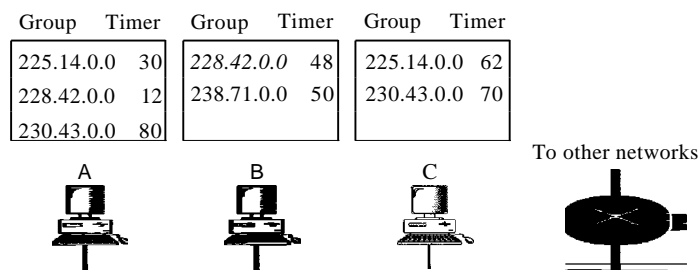 Group Timer Group Timer Group Timer
225.14.0.0 30 228.42.0.0 48 225.14.0.0 62
228.42.0.0 12 238.71.0.0 50 230.43.0.0 70
230.43.0.0 80
To other networks
A B C